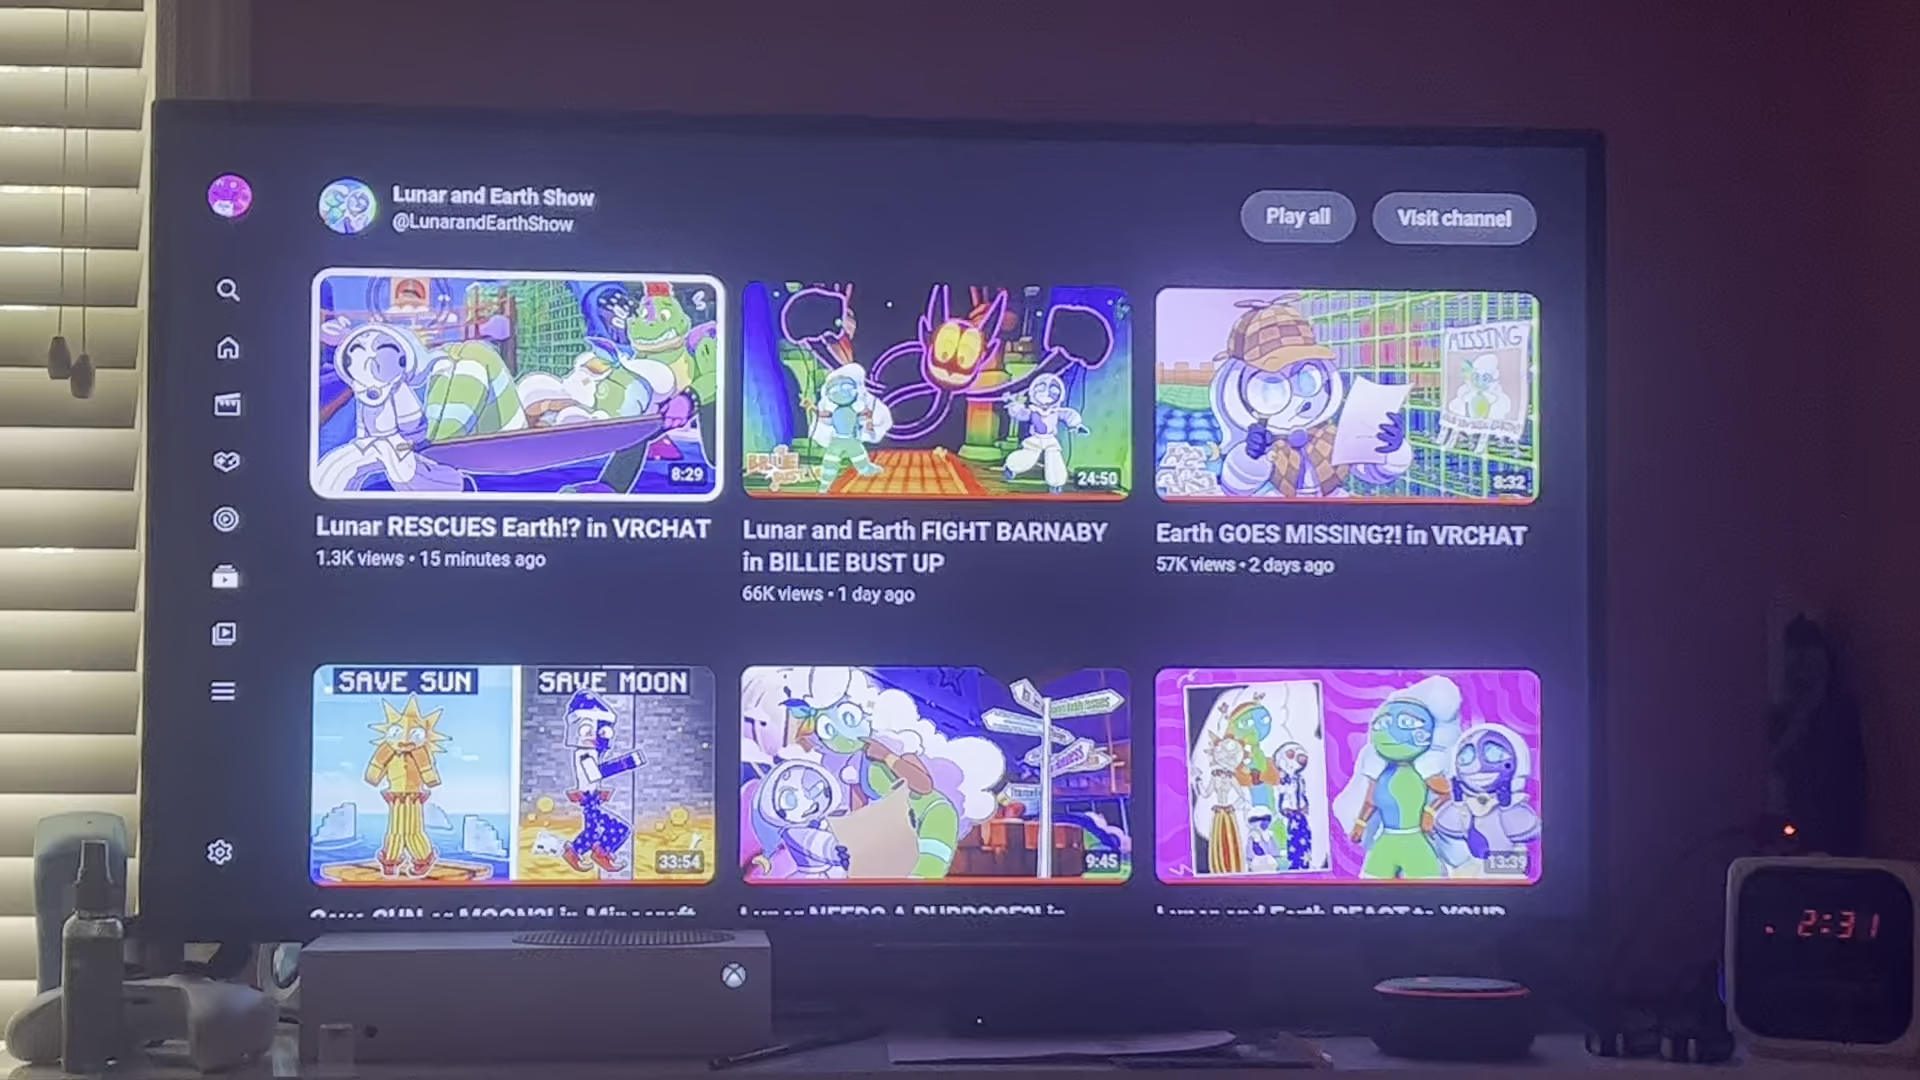 Lunar and Earth Show
@LunarandEarthShow
Play all
Visit channel
8:29
24:50
MISSING
8:32
Lunar RESCUES Earth!? in VRCHAT
1.3K views • 15 minutes ago
Lunar and Earth FIGHT BARNABY
in BILLIE BUST UP
66K views • 1 day ago
Earth GOES MISSING?! in VRCHAT
57K views • 2 days ago
SAVE SUN
SAVE MOON
33:54
9:45
13:39
2:31